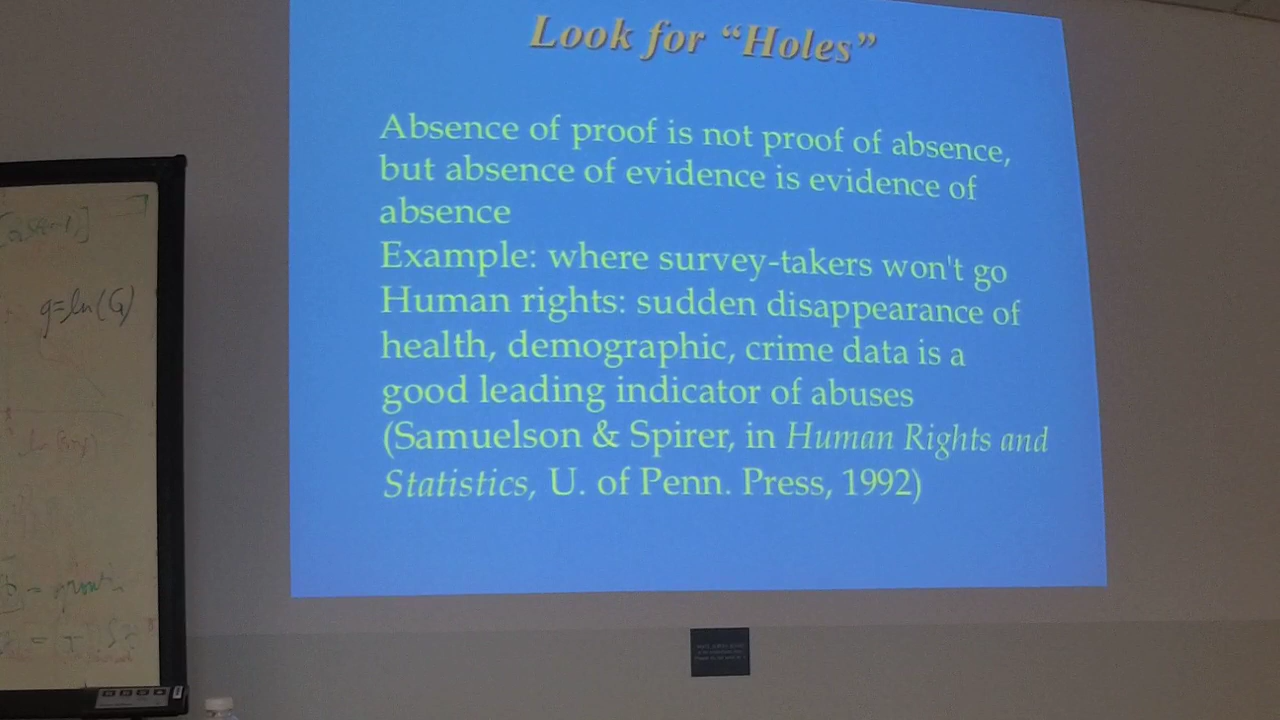 Look for “Holes”
Absence of proof is not proof of absence,
but absence of evidence is evidence of
absence
Example: where survey-takers won't go
Human rights: sudden disappearance of
health, demographic, crime data is a
good leading indicator of abuses
(Samuelson & Spirer, in Human Rights and
Statistics, U. of Penn. Press, 1992)
g=ln(G)